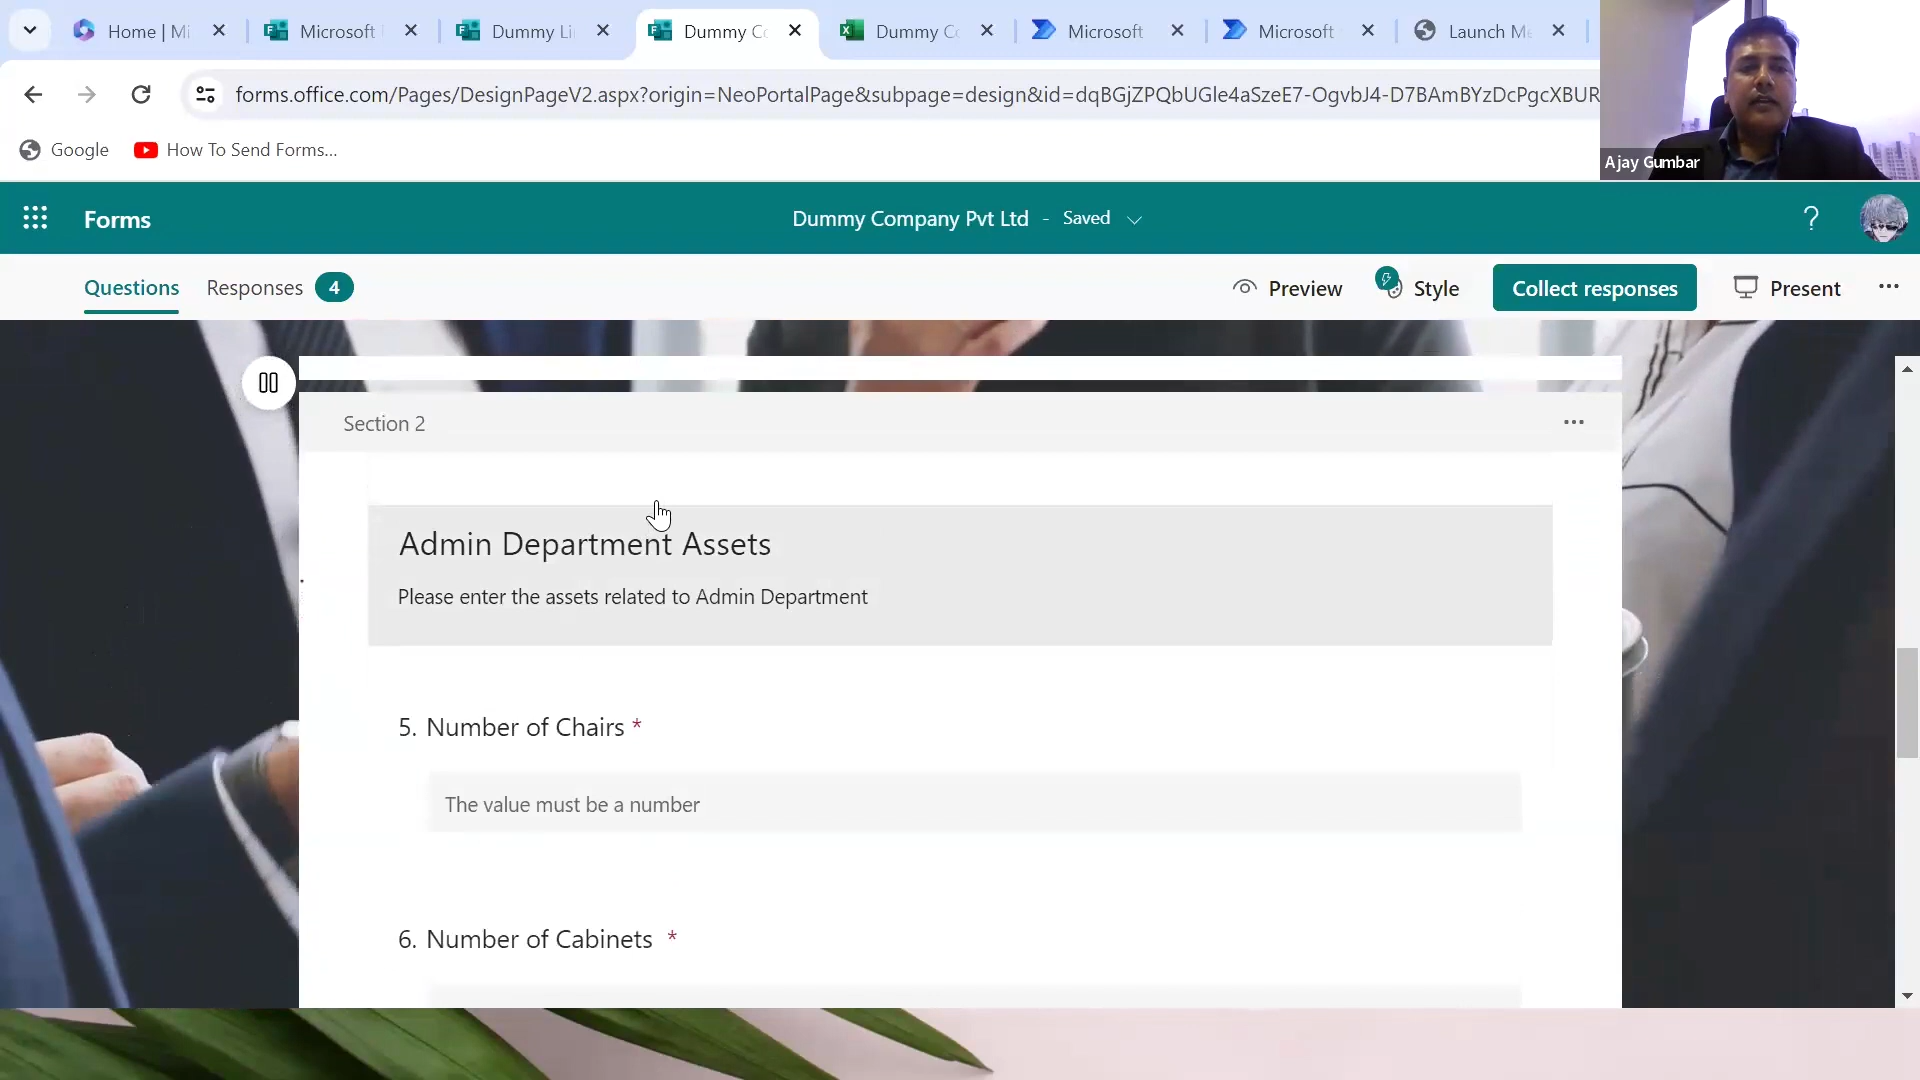 Home | Mi
Microsoft
Dummy Li
Dummy Co
Dummy Co
Microsoft
Microsoft
Launch Me
forms.office.com/Pages/DesignPageV2.aspx?origin=NeoPortalPage&subpage=design&id=dqBGjZPQbUGle4aSzeE7-OgvbJ4-D7BAmBYzDcPgcXBUR
Google
How To Send Forms...
Ajay Gumbar
Forms
Dummy Company Pvt Ltd - Saved
?
Questions
Responses 4
Preview
Style
Collect responses
Present
Section 2
Admin Department Assets
Please enter the assets related to Admin Department
5. Number of Chairs *
The value must be a number
6. Number of Cabinets *